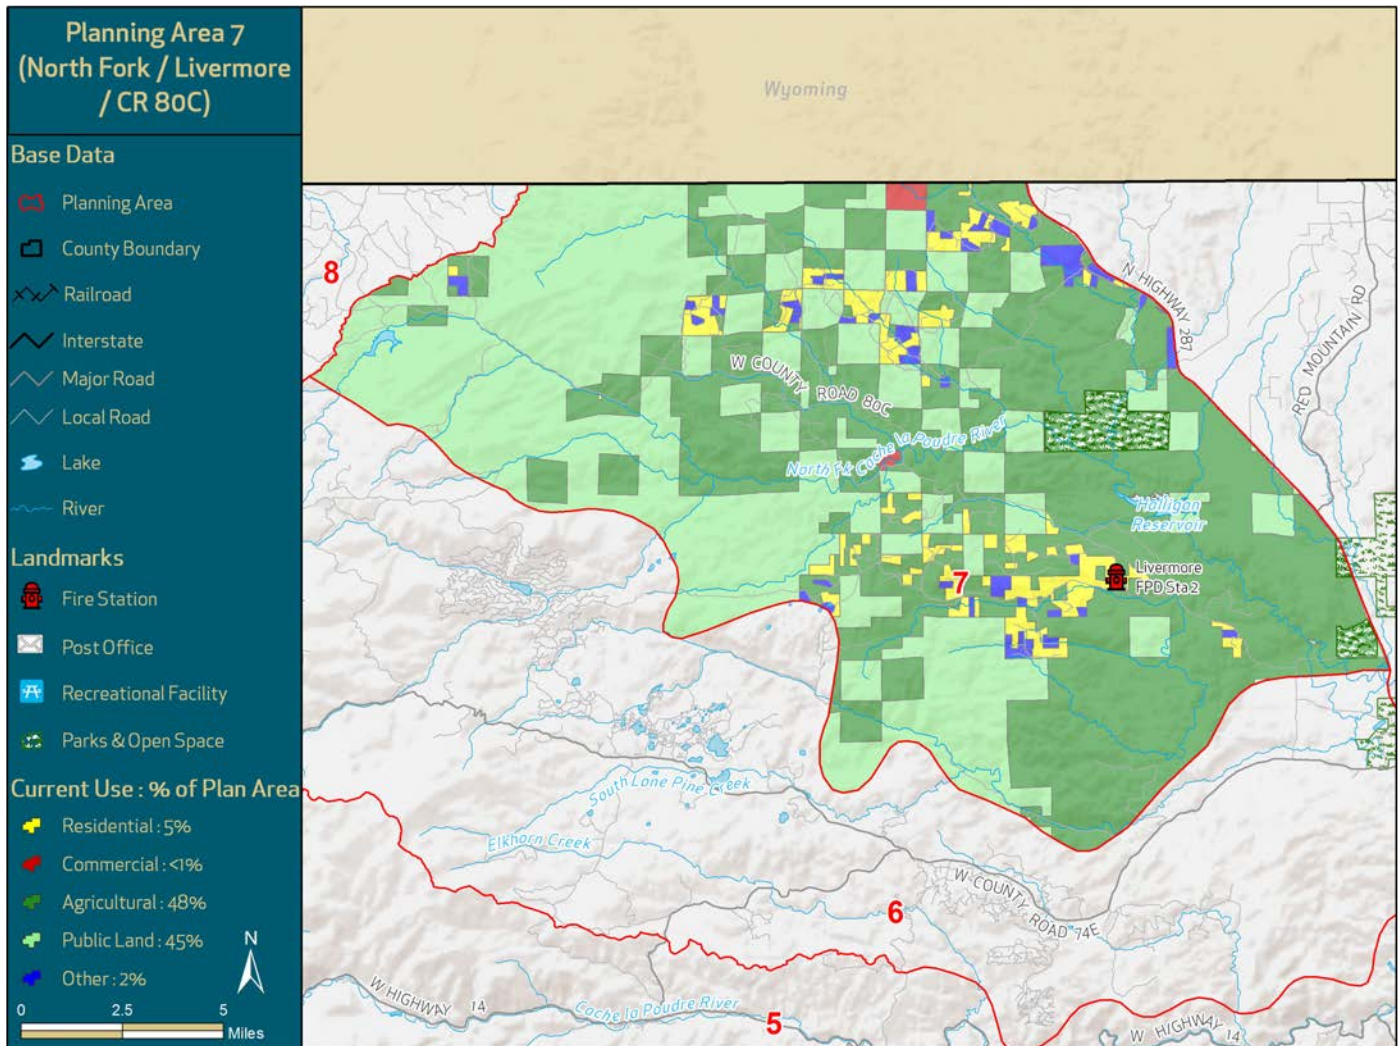 Planning Area 7
(North Fork / Livermore
/ CR 80C)
Base Data
Planning Area
County Boundary
Railroad
Interstate
Major Road
Local Road
Lake
River
Landmarks
Fire Station
Post Office
Recreational Facility
Parks & Open Space
Current Use : % of Plan Area
Residential : 5%
Commercial : <1%
Agricultural : 48%
Public Land : 45%
Other : 2%
N
0 2.5 5
Miles
Wyoming
8
N HIGHWAY 287
RED MOUNTAIN RD
W COUNTY ROAD 80C
North Fk Cache la Poudre River
Halligan
Reservoir
7
Livermore
FPD Sta 2
South Lone Pine Creek
Elkhorn Creek
W COUNTY ROAD 74E
6
W HIGHWAY 14
Cache la Poudre River
5
W HIGHWAY 14